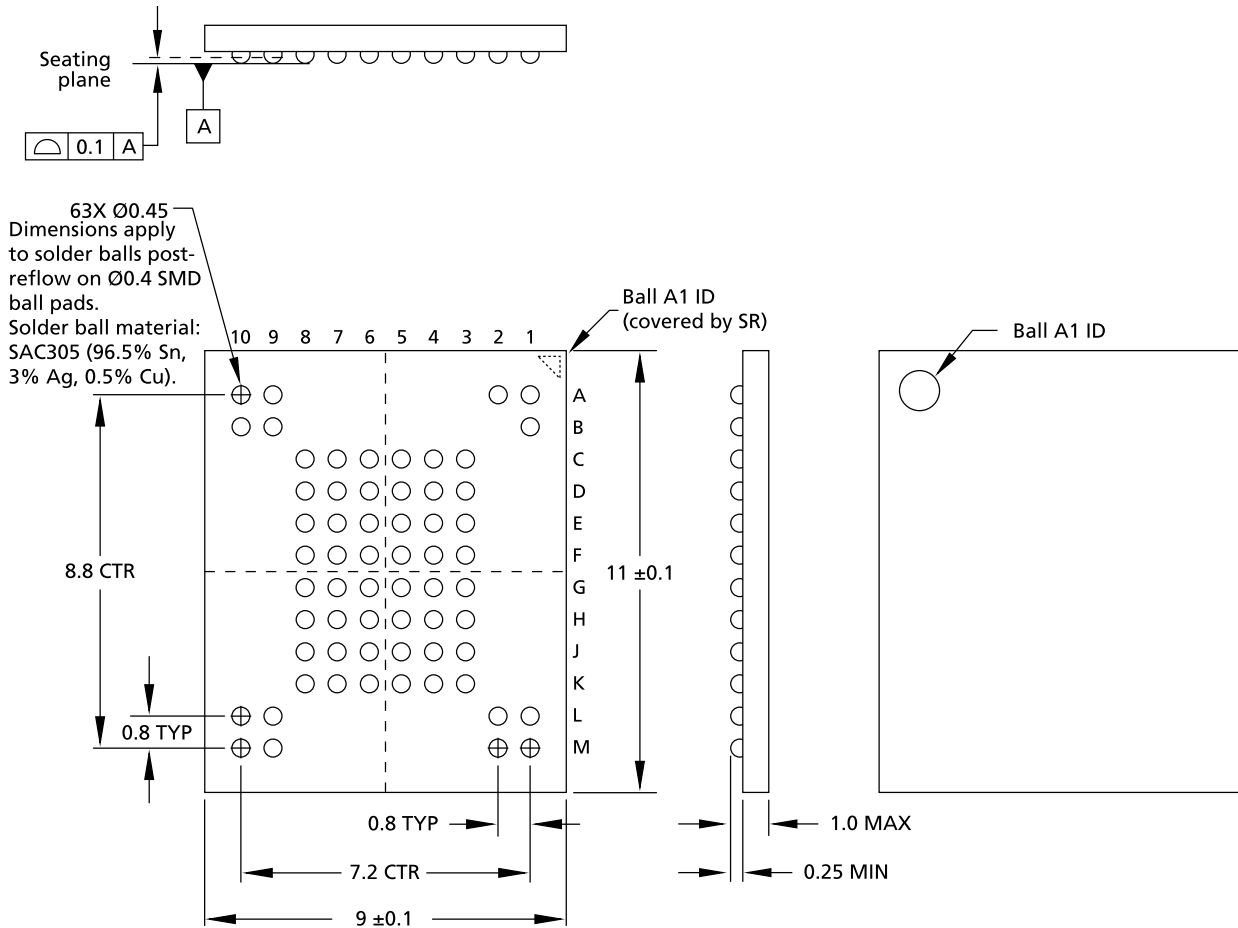 Seating
plane
0.1 A
A
63X Ø0.45
Dimensions apply
to solder balls post-
reflow on Ø0.4 SMD
ball pads.
Solder ball material:
SAC305 (96.5% Sn,
3% Ag, 0.5% Cu).
Ball A1 ID
(covered by SR)
Ball A1 ID
10 9 8 7 6 5 4 3 2 1
A
B
C
D
E
F
G
H
J
K
L
M
8.8 CTR
11 ±0.1
0.8 TYP
0.8 TYP
1.0 MAX
7.2 CTR
0.25 MIN
9 ±0.1